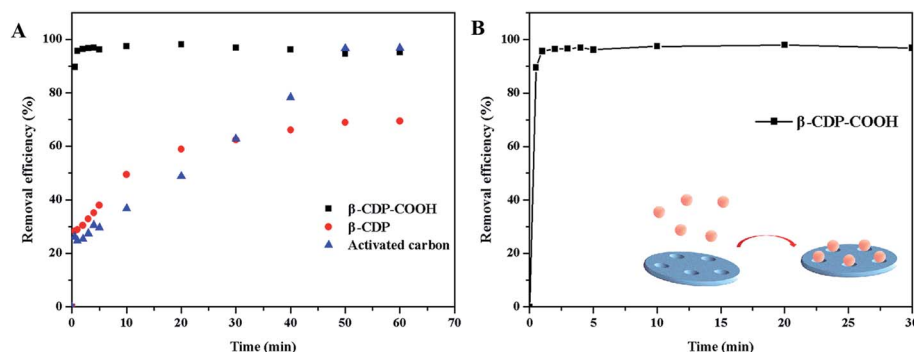 A
Removal efficiency (%)
100
80
60
40
20
0
β-CDP-COOH
β-CDP
Activated carbon
0
10
20
30
40
50
60
70
Time (min)
B
Removal efficiency (%)
100
80
60
40
20
0
β-CDP-COOH
0
5
10
15
20
25
30
Time (min)